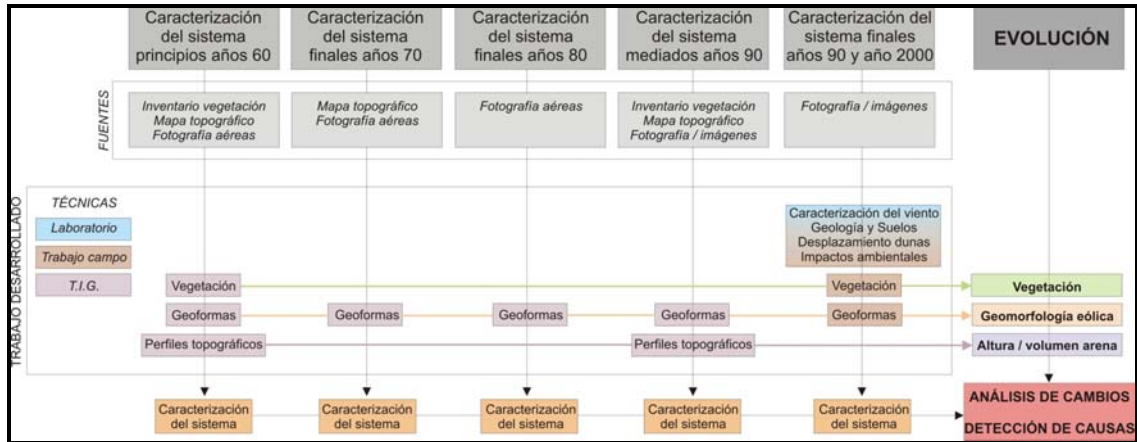 Caracterización
del sistema
principios años 60
Caracterización
del sistema
finales años 70
Caracterización
del sistema
finales años 80
Caracterización
del sistema
mediados años 90
Caracterización del
sistema finales
años 90 y año 2000
EVOLUCIÓN
FUENTES
Inventario vegetación
Mapa topográfico
Fotografía aéreas
Mapa topográfico
Fotografía aéreas
Fotografía aéreas
Inventario vegetación
Mapa topográfico
Fotografía / imágenes
Fotografía / imágenes
TRABAJO DESARROLLADO
TÉCNICAS
Laboratorio
Trabajo campo
T.I.G.
Caracterización del viento
Geología y Suelos
Desplazamiento dunas
Impactos ambientales
Vegetación
Vegetación
Vegetación
Geoformas
Geoformas
Geoformas
Geoformas
Geoformas
Geomorfología eólica
Perfiles topográficos
Perfiles topográficos
Altura / volumen arena
Caracterización
del sistema
Caracterización
del sistema
Caracterización
del sistema
Caracterización
del sistema
Caracterización
del sistema
ANÁLISIS DE CAMBIOS
DETECCIÓN DE CAUSAS